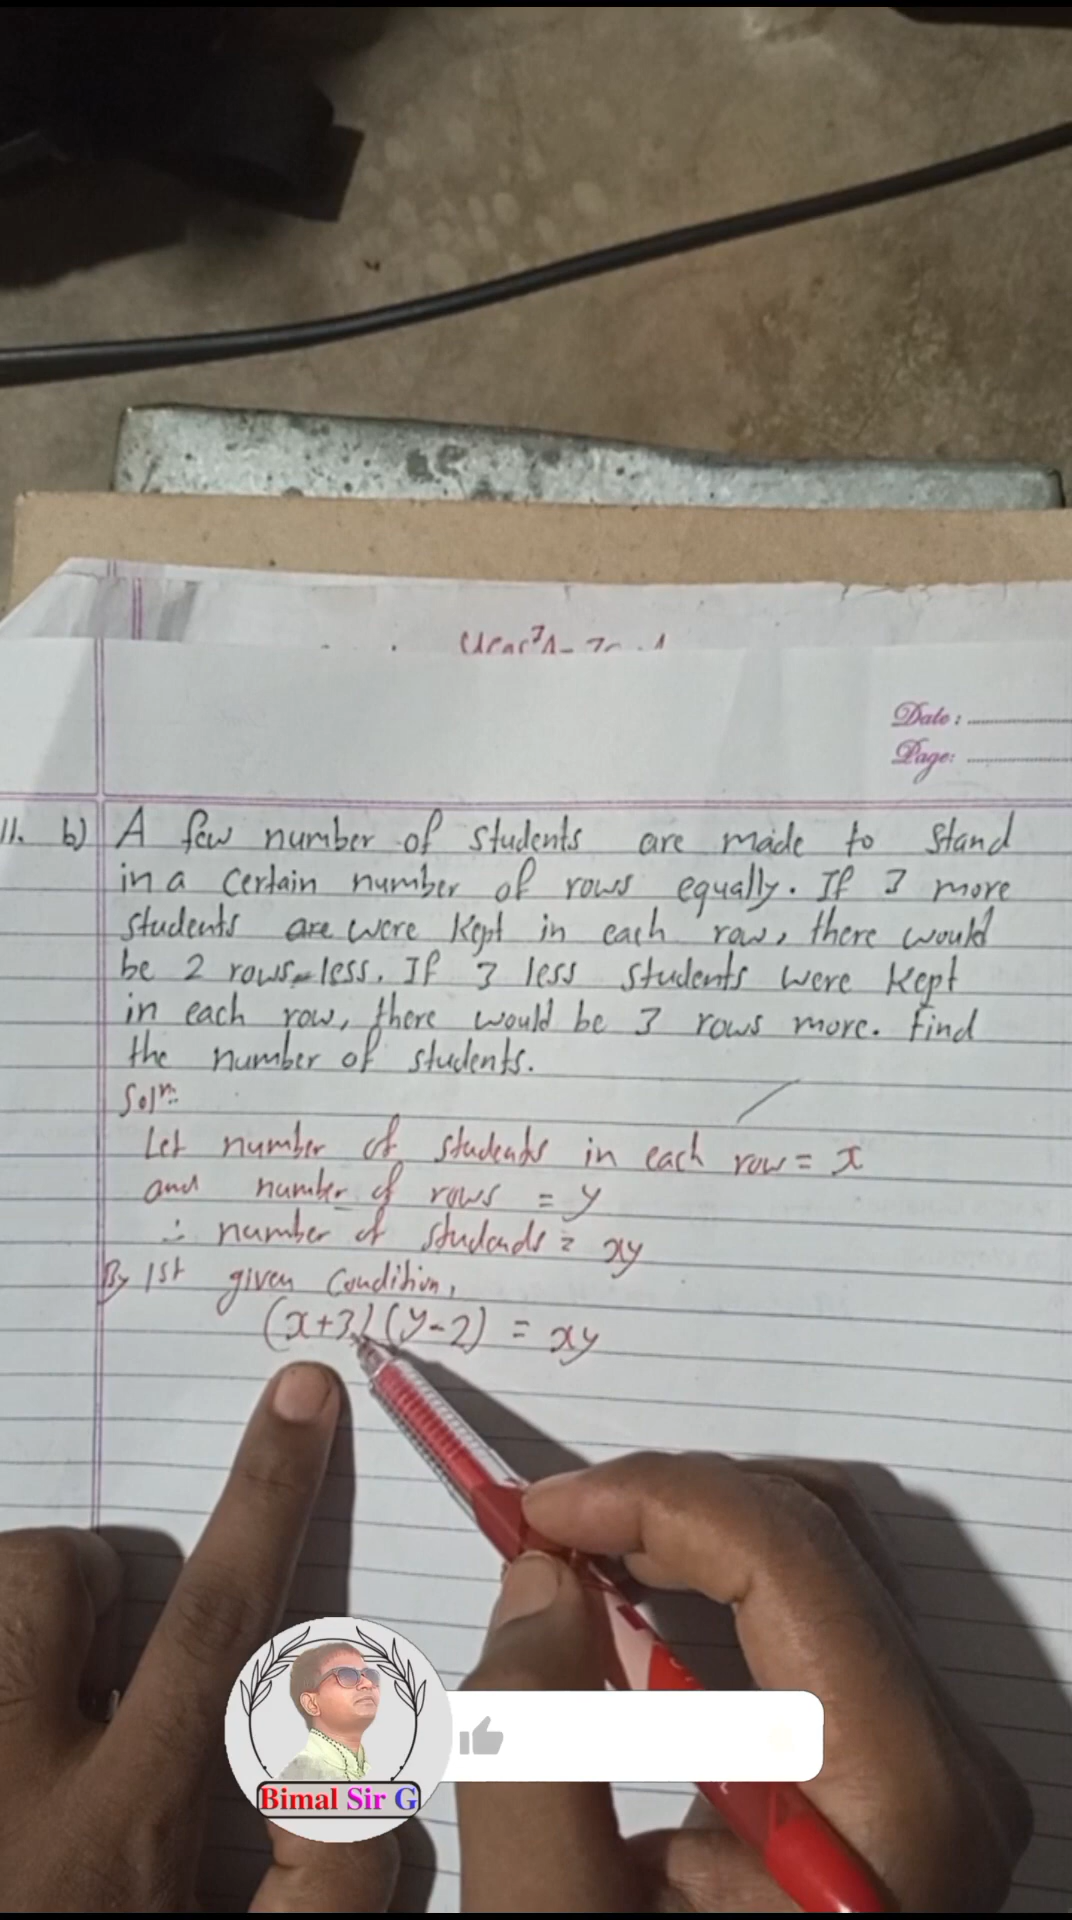 Date:
Page:
11. b) A few number of students are made to stand
in a certain number of rows equally. If 3 more
students are were kept in each row, there would
be 2 rows less. If 3 less students were kept
in each row, there would be 3 rows more. Find
the number of students.
Soln:
Let number of students in each row = x
and number of rows = y
∴ number of students = xy
By 1st given condition,
(x+3)(y-2) = xy
Bimal Sir G